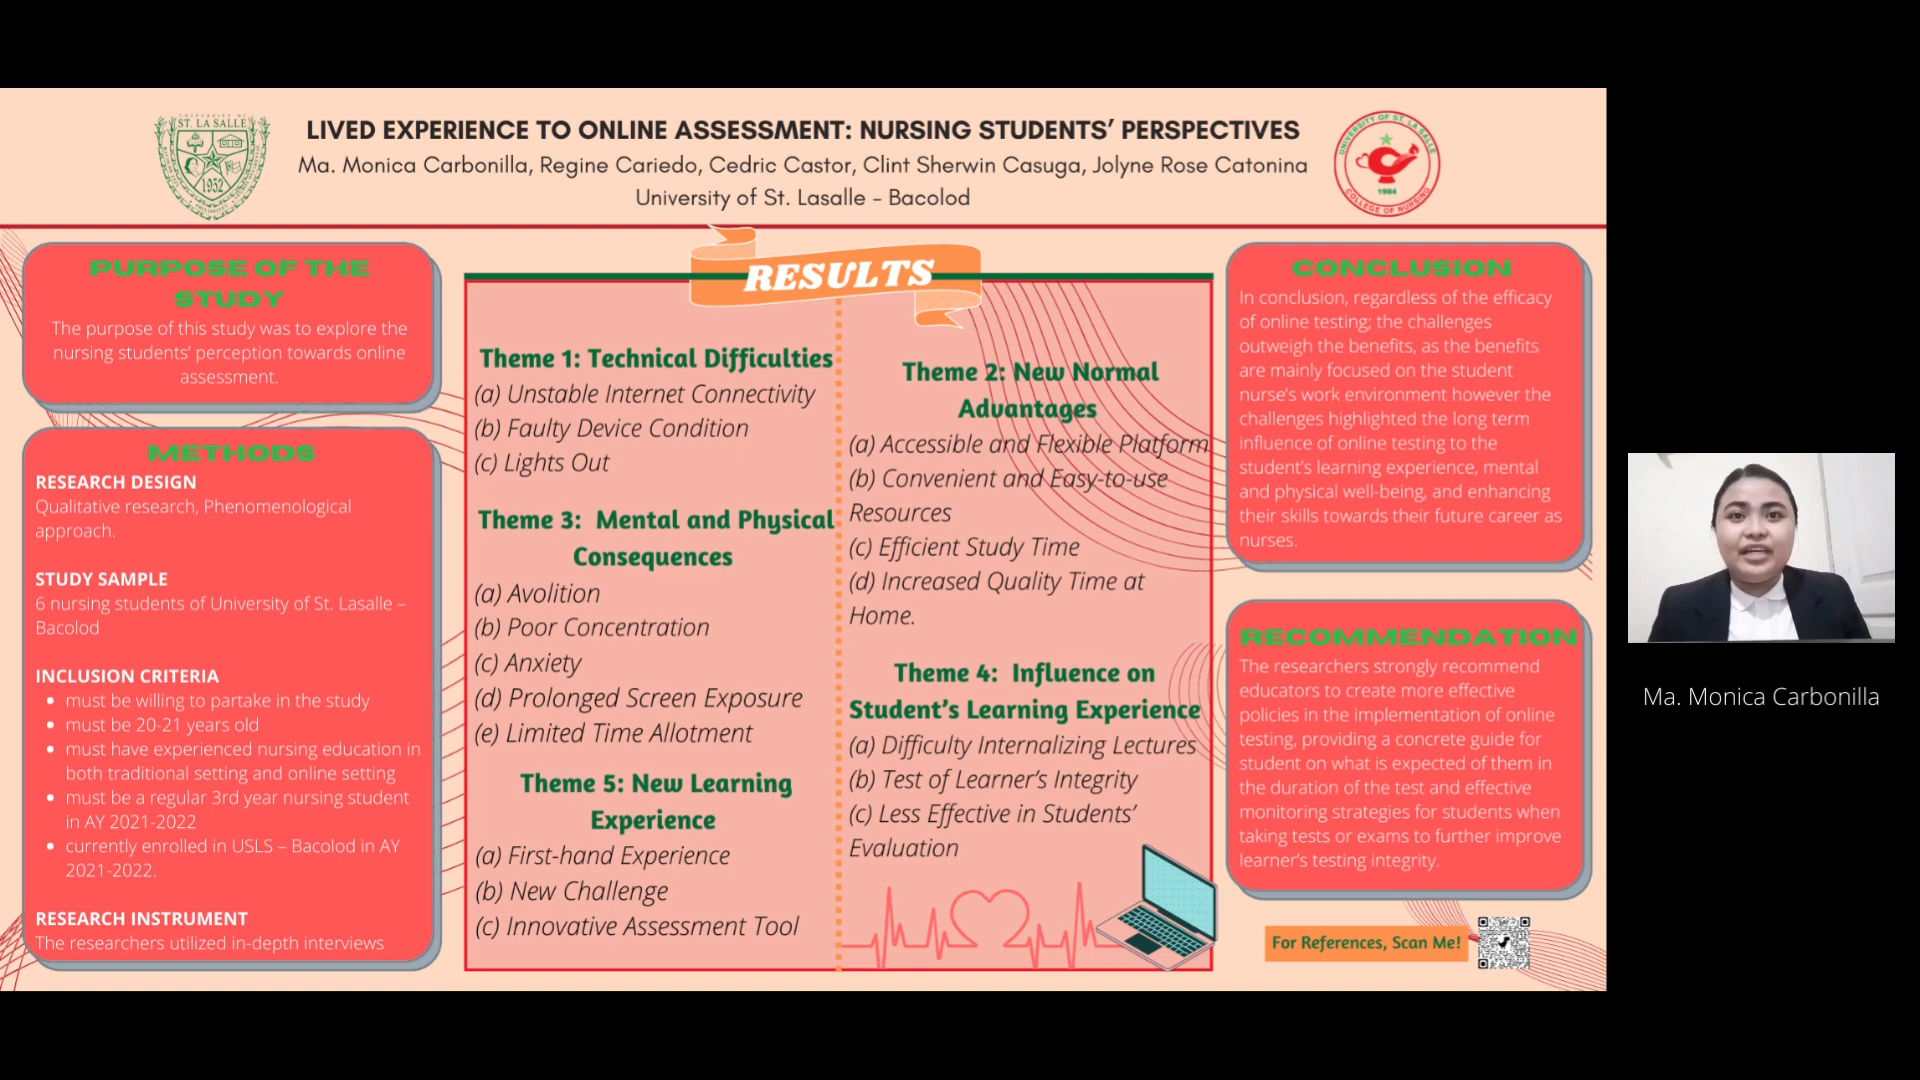 LIVED EXPERIENCE TO ONLINE ASSESSMENT: NURSING STUDENTS' PERSPECTIVES
Ma. Monica Carbonilla, Regine Cariedo, Cedric Castor, Clint Sherwin Casuga, Jolyne Rose Catonina
University of St. Lasalle - Bacolod
ST. LA SALLE
1952
UNIVERSITY OF ST. LA SALLE
1984
COLLEGE OF NURSING
PURPOSE OF THE
STUDY
The purpose of this study was to explore the
nursing students' perception towards online
assessment.
METHODS
RESEARCH DESIGN
Qualitative research, Phenomenological
approach.
STUDY SAMPLE
6 nursing students of University of St. Lasalle –
Bacolod
INCLUSION CRITERIA
• must be willing to partake in the study
• must be 20-21 years old
• must have experienced nursing education in
both traditional setting and online setting
• must be a regular 3rd year nursing student
in AY 2021-2022
• currently enrolled in USLS – Bacolod in AY
2021-2022.
RESEARCH INSTRUMENT
The researchers utilized in-depth interviews
RESULTS
Theme 1: Technical Difficulties
(a) Unstable Internet Connectivity
(b) Faulty Device Condition
(c) Lights Out
Theme 3: Mental and Physical
Consequences
(a) Avolition
(b) Poor Concentration
(c) Anxiety
(d) Prolonged Screen Exposure
(e) Limited Time Allotment
Theme 5: New Learning
Experience
(a) First-hand Experience
(b) New Challenge
(c) Innovative Assessment Tool
Theme 2: New Normal
Advantages
(a) Accessible and Flexible Platform
(b) Convenient and Easy-to-use
Resources
(c) Efficient Study Time
(d) Increased Quality Time at
Home.
Theme 4: Influence on
Student's Learning Experience
(a) Difficulty Internalizing Lectures
(b) Test of Learner's Integrity
(c) Less Effective in Students'
Evaluation
CONCLUSION
In conclusion, regardless of the efficacy
of online testing; the challenges
outweigh the benefits, as the benefits
are mainly focused on the student
nurse's work environment however the
challenges highlighted the long term
influence of online testing to the
student's learning experience, mental
and physical well-being, and enhancing
their skills towards their future career as
nurses.
RECOMMENDATION
The researchers strongly recommend
educators to create more effective
policies in the implementation of online
testing, providing a concrete guide for
student on what is expected of them in
the duration of the test and effective
monitoring strategies for students when
taking tests or exams to further improve
learner's testing integrity.
For References, Scan Me!
Ma. Monica Carbonilla